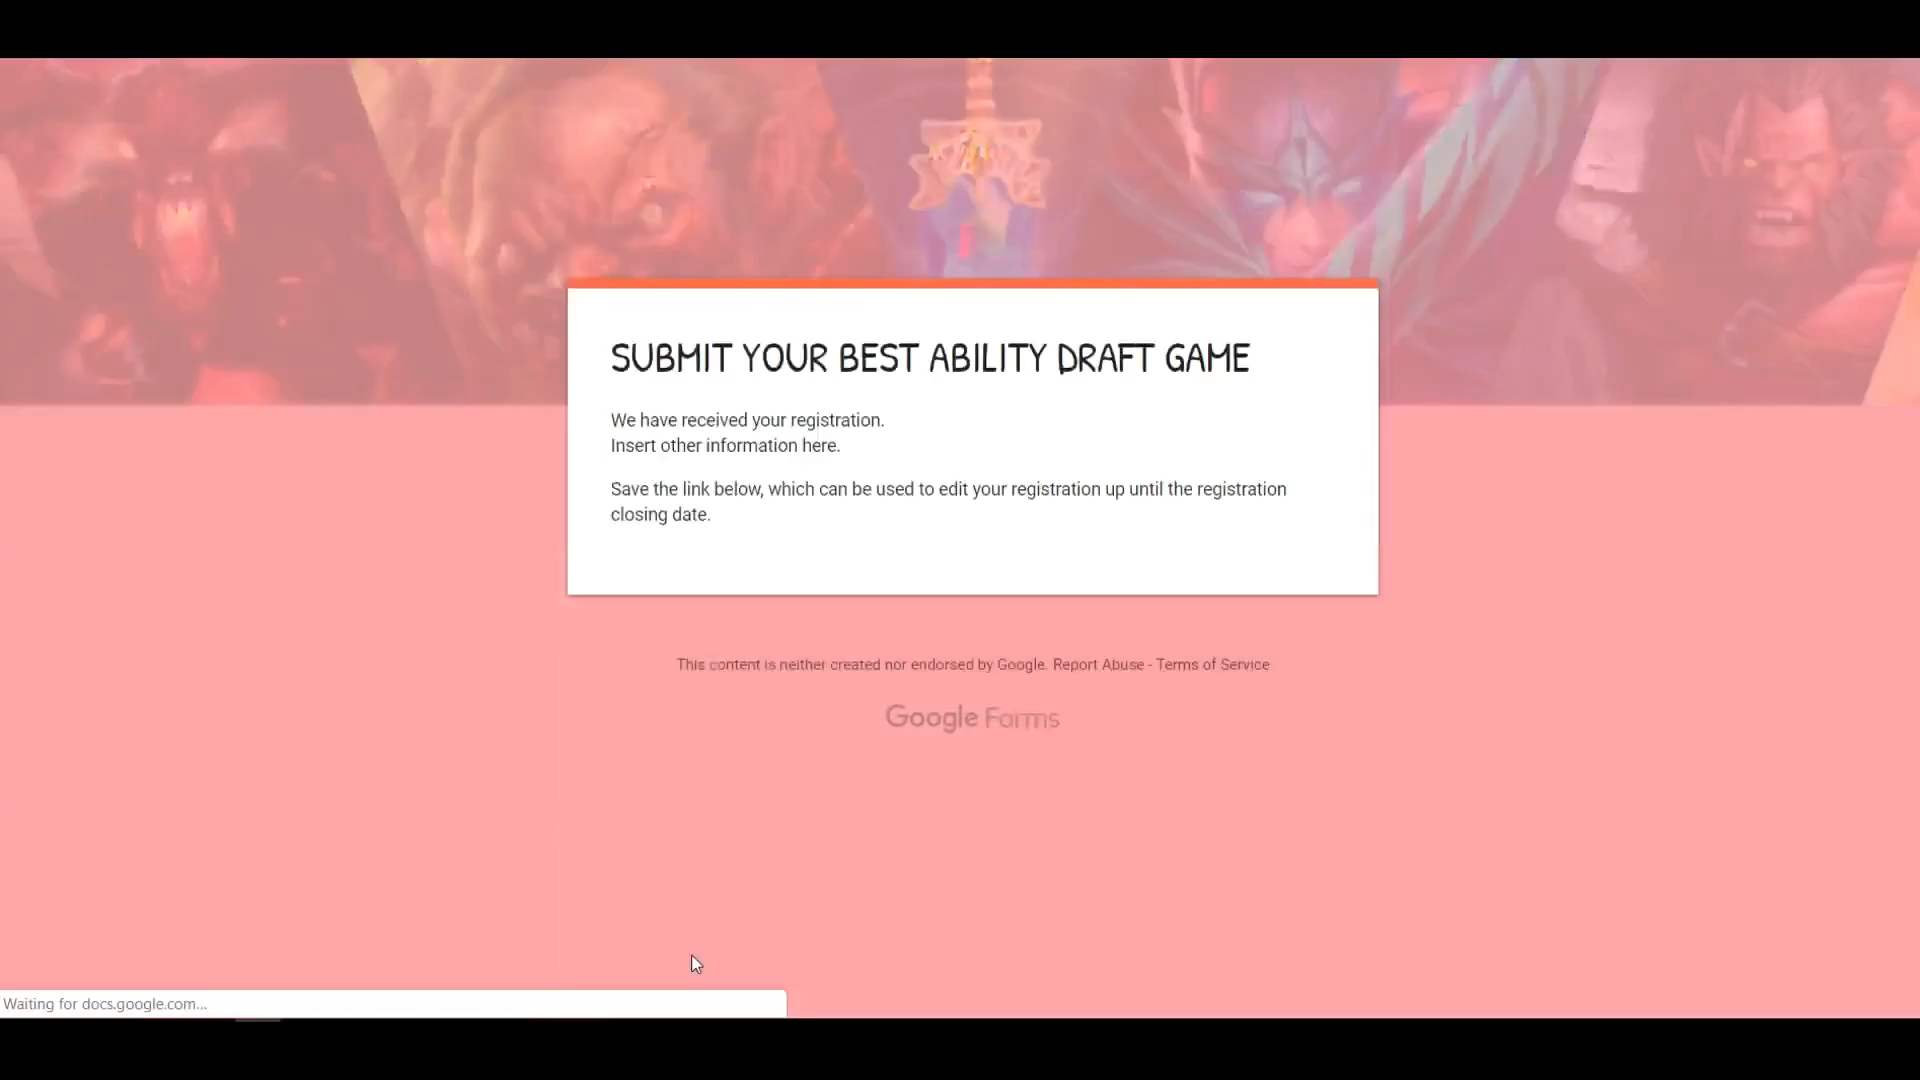 SUBMIT YOUR BEST ABILITY DRAFT GAME
We have received your registration.
Insert other information here.
Save the link below, which can be used to edit your registration up until the registration
closing date.
This content is neither created nor endorsed by Google. Report Abuse - Terms of Service
Google Forms
Waiting for docs.google.com...